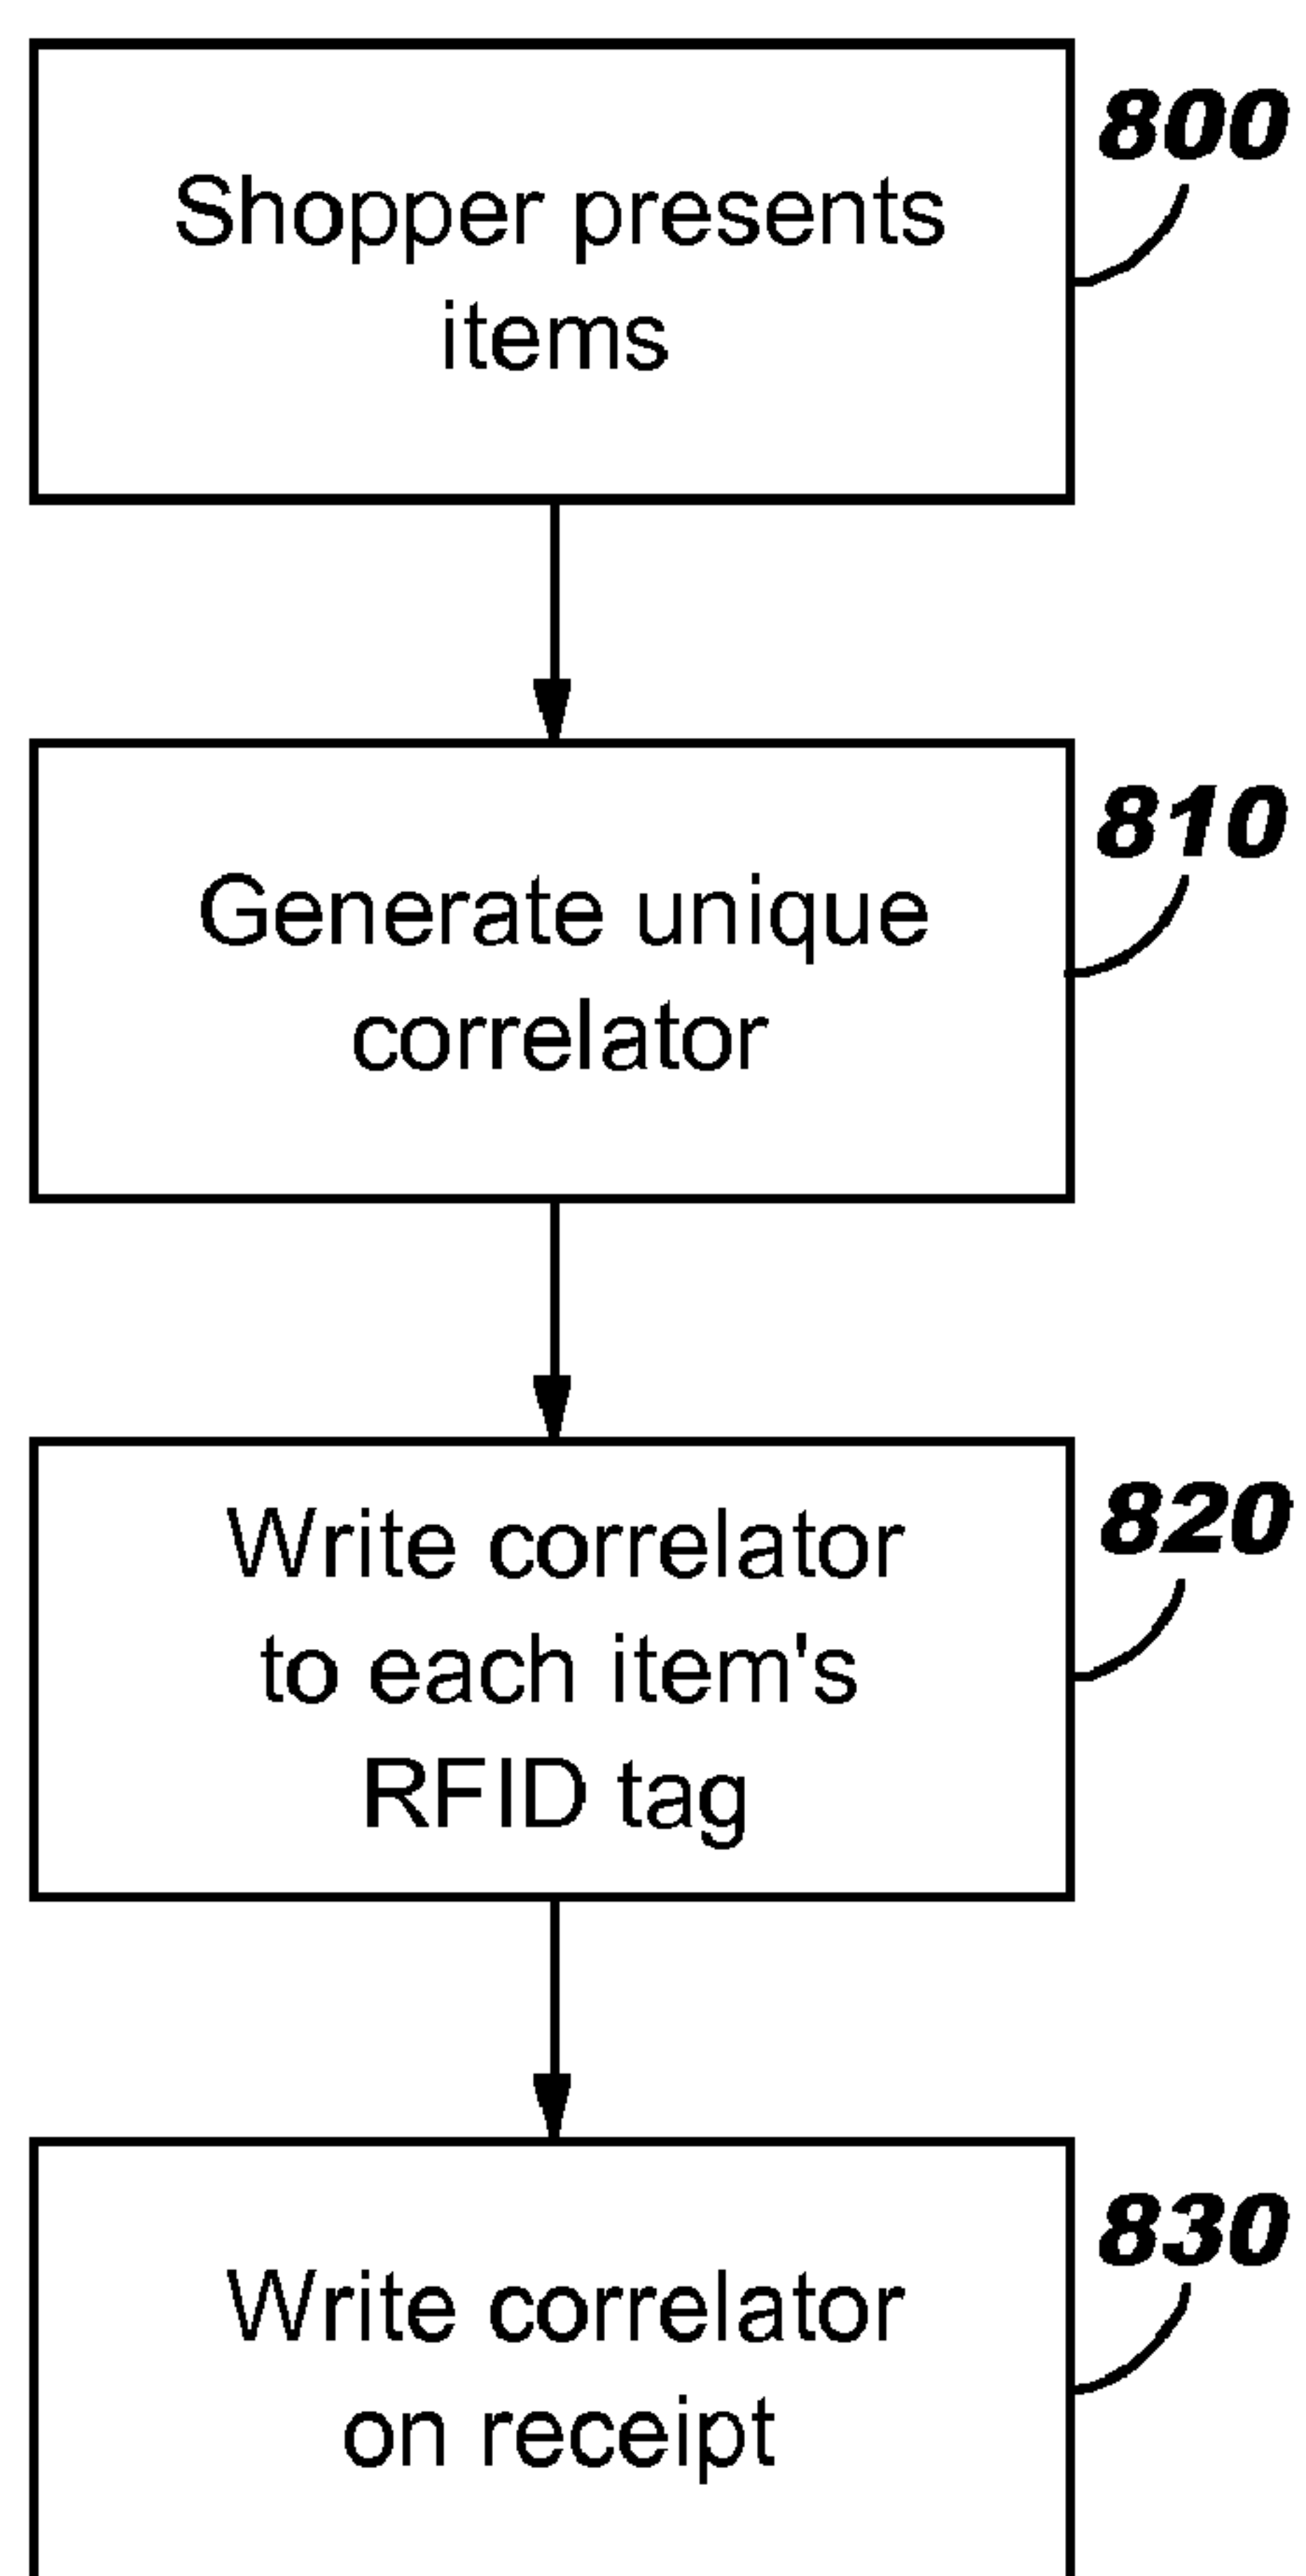 800
Shopper presents
items
810
Generate unique
correlator
820
Write correlator
to each item's
RFID tag
830
Write correlator
on receipt